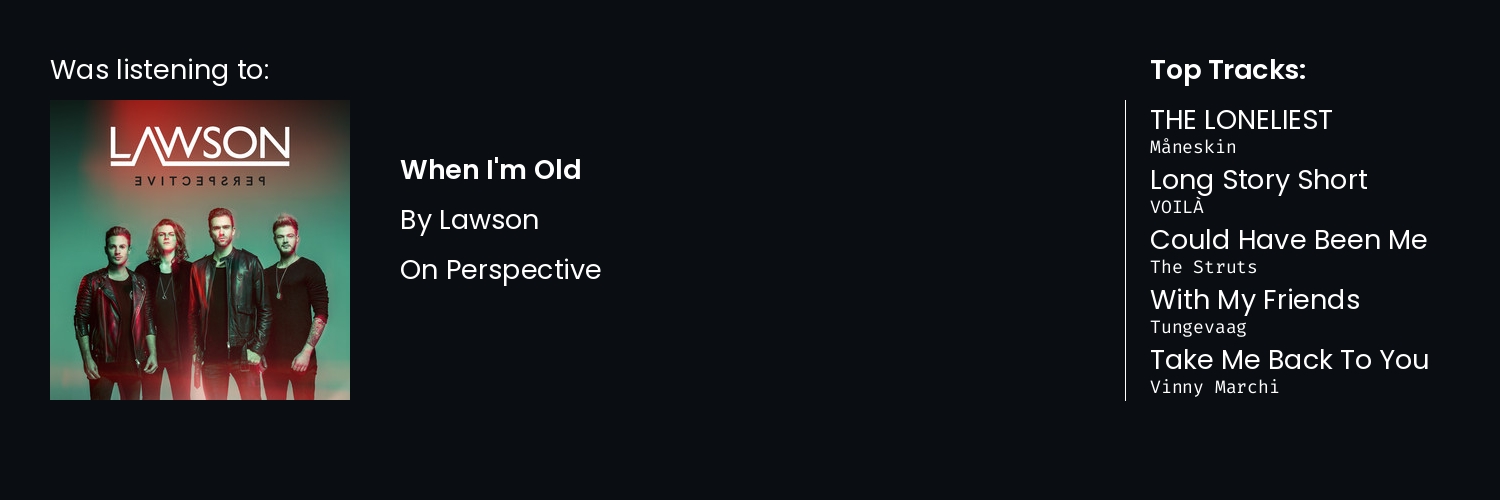 Was listening to:
LAWSON
PERSPECTIVE
When I'm Old
By Lawson
On Perspective
Top Tracks:
THE LONELIEST
Måneskin
Long Story Short
VOILÀ
Could Have Been Me
The Struts
With My Friends
Tungevaag
Take Me Back To You
Vinny Marchi